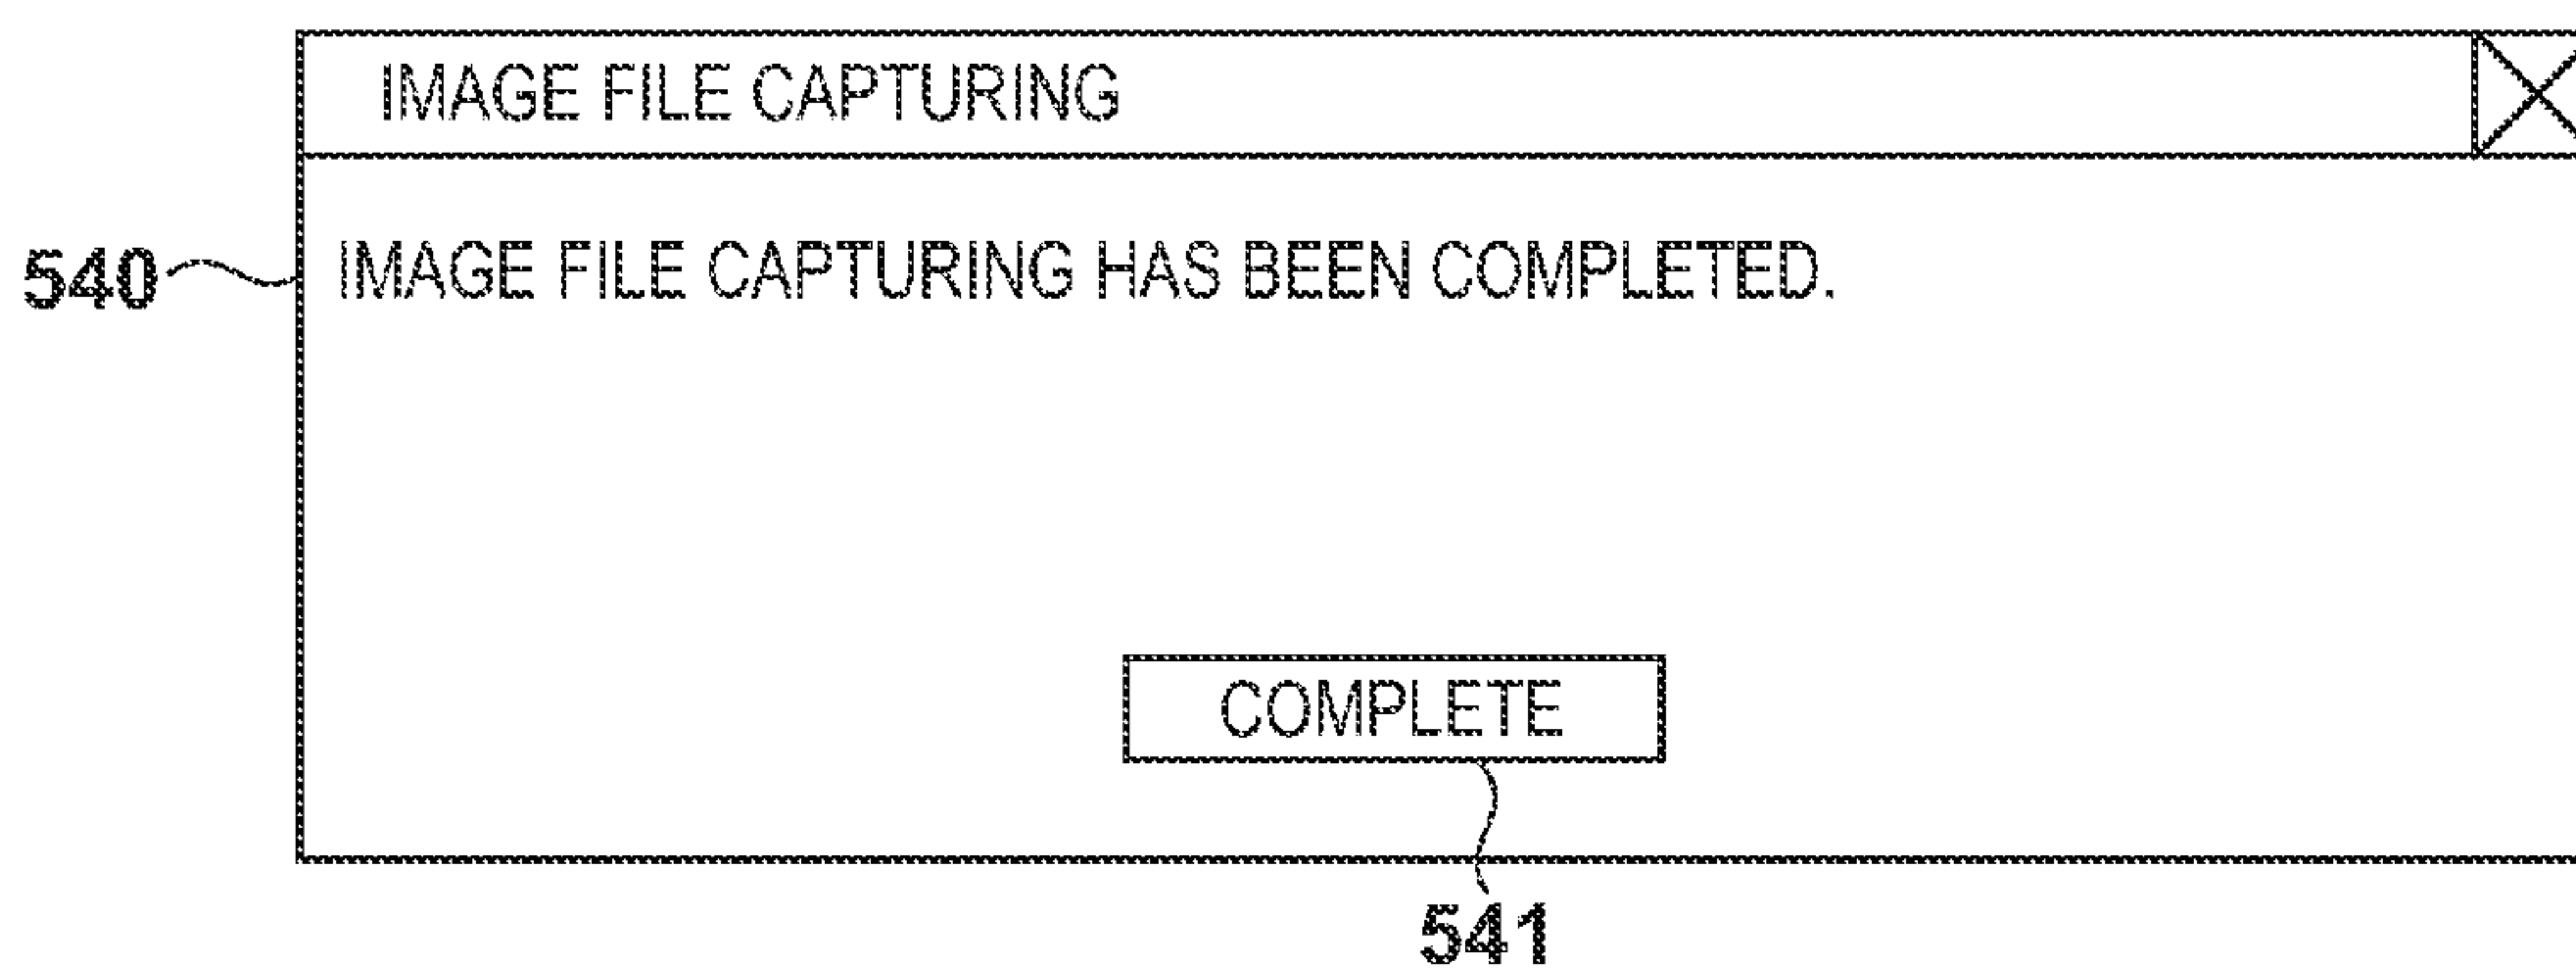 IMAGE FILE CAPTURING
540
IMAGE FILE CAPTURING HAS BEEN COMPLETED.
COMPLETE
541